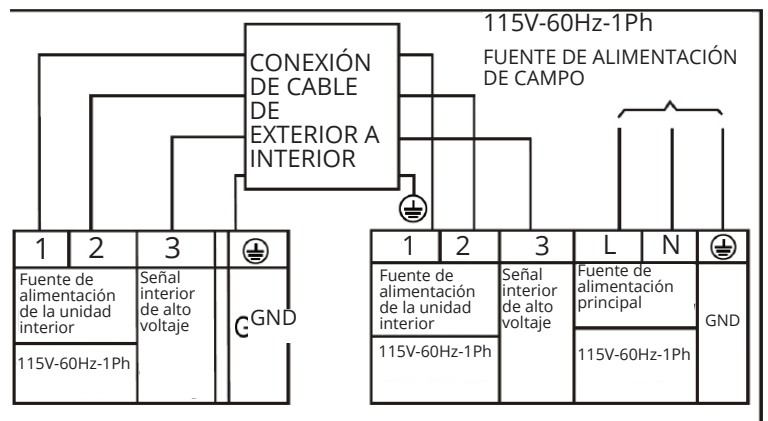 115V-60Hz-1Ph
FUENTE DE ALIMENTACIÓN
DE CAMPO
CONEXIÓN
DE CABLE
DE
EXTERIOR A
INTERIOR
1
2
3
Fuente de
alimentación
de la unidad
interior
115V-60Hz-1Ph
Señal
interior
de alto
voltaje
GND
1
2
3
L
N
Fuente de
alimentación
de la unidad
interior
115V-60Hz-1Ph
Señal
interior
de alto
voltaje
Fuente de
alimentación
principal
115V-60Hz-1Ph
GND